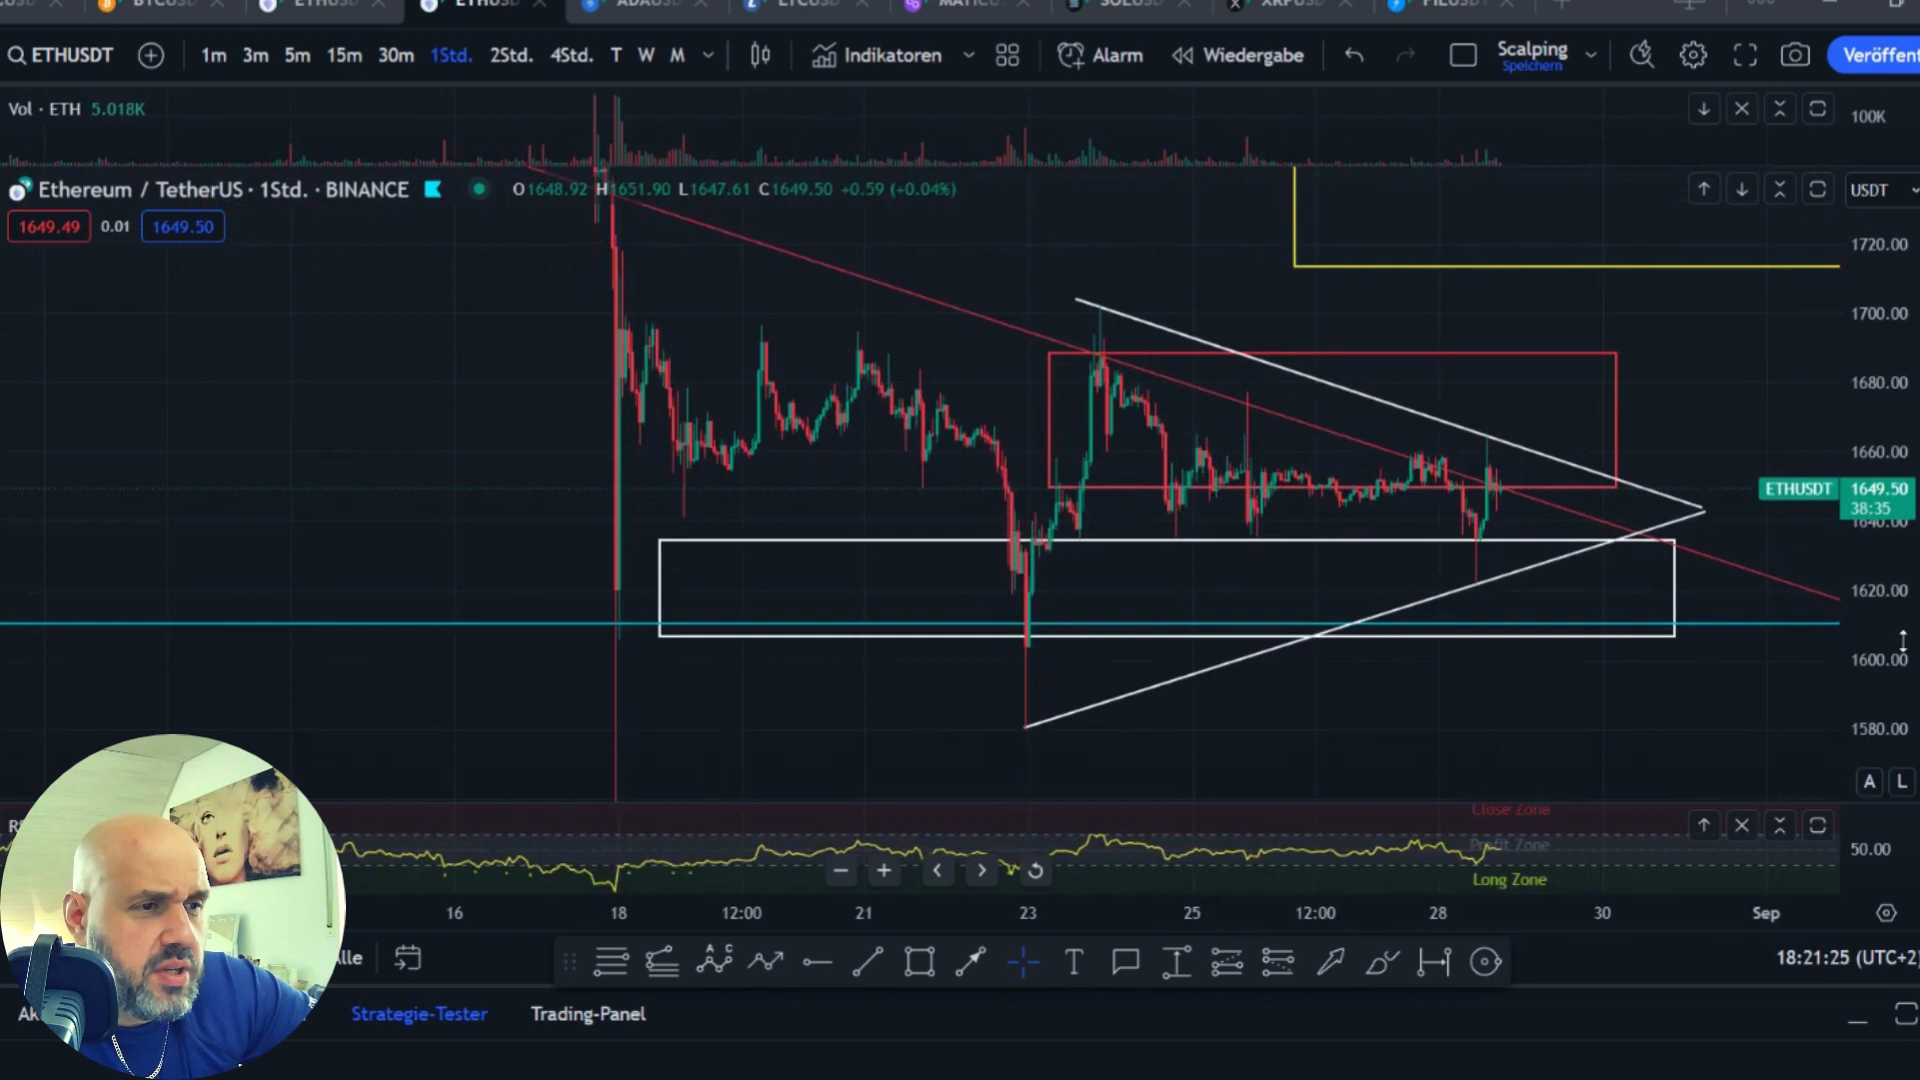 ETHUSDT 1m 3m 5m 15m 30m 1Std. 2Std. 4Std. T W M Indikatoren Alarm Wiedergabe Scalping Veröffent
Speichern
Vol · ETH 5.018K
100K
Ethereum / TetherUS · 1Std. · BINANCE O1648.92 H1651.90 L1647.61 C1649.50 +0.59 (+0.04%) USDT
1649.49 0.01 1649.50
1720.00
1700.00
1680.00
1660.00
ETHUSDT 1649.50
38:35
1640.00
1620.00
1600.00
1580.00
A L
Close Zone
Profit Zone
50.00
Long Zone
16 18 12:00 21 23 25 12:00 28 30 Sep
A C
B
T
18:21:25 (UTC+2)
Strategie-Tester Trading-Panel